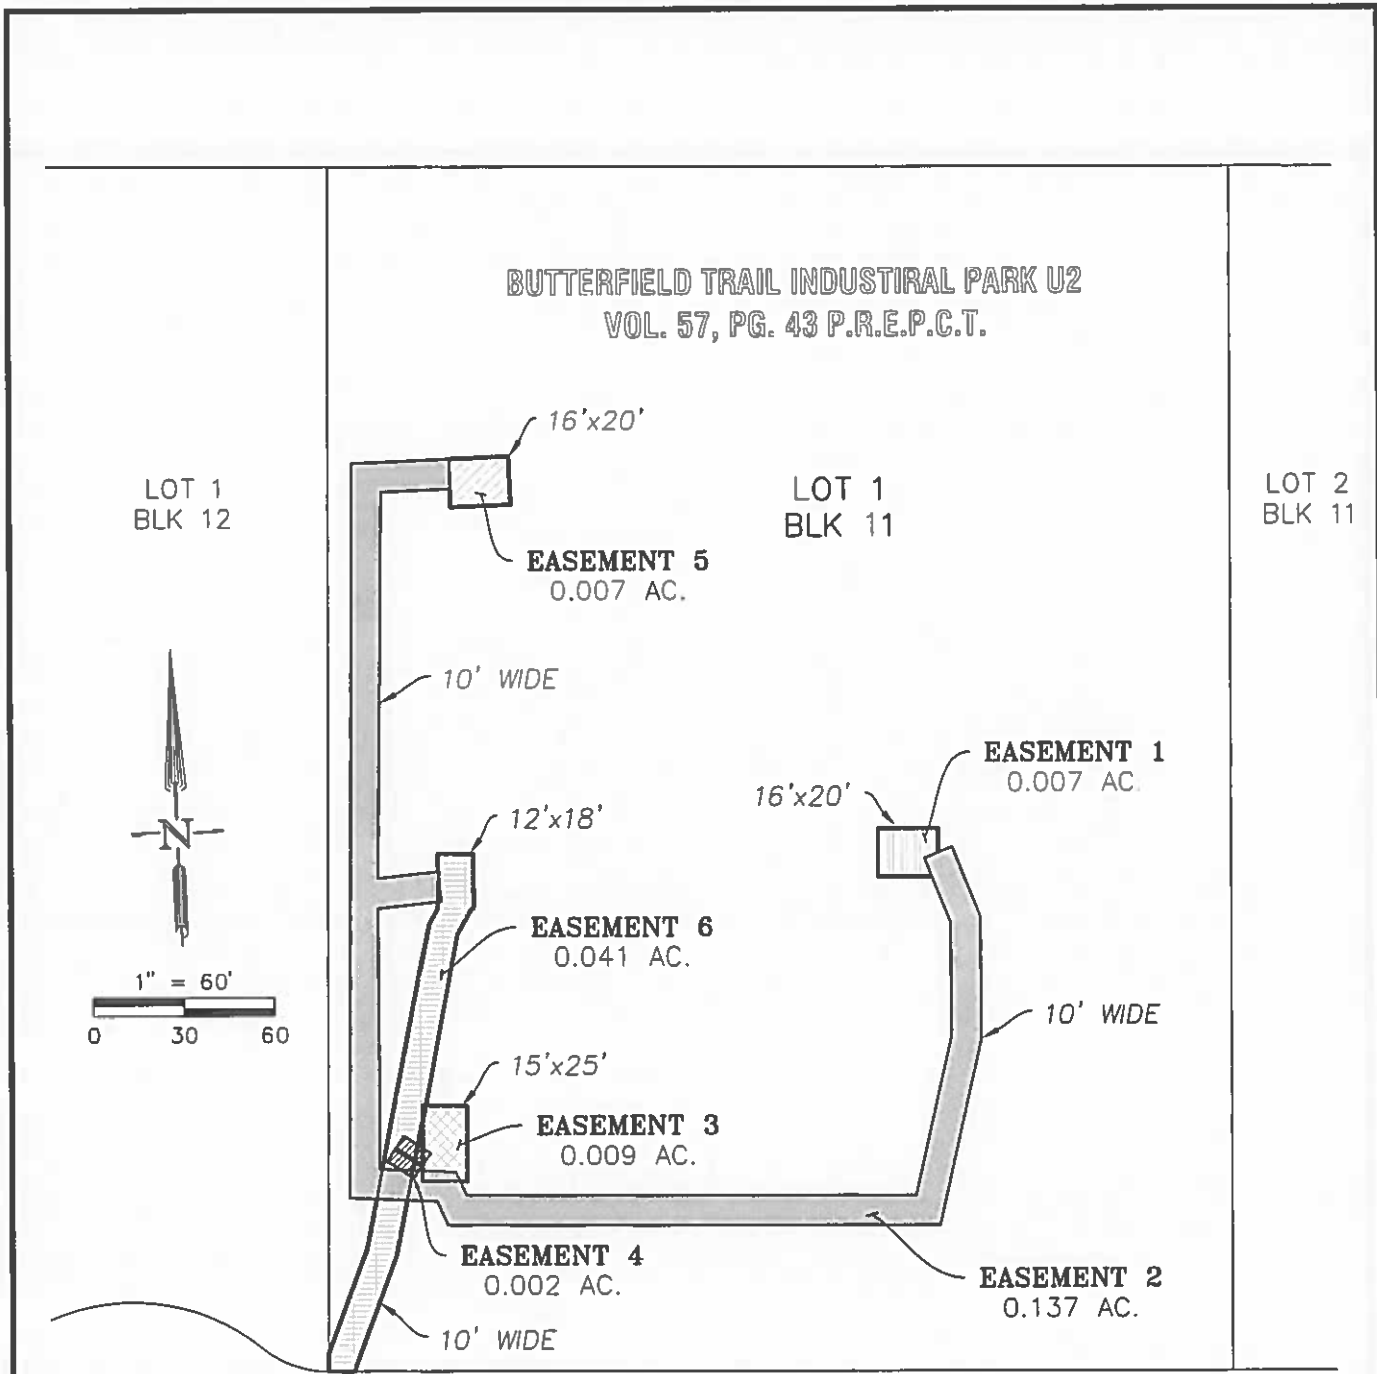 BUTTERFIELD TRAIL INDUSTIRAL PARK U2
VOL. 57, PG. 43 P.R.E.P.C.T.
16'x20'
LOT 1
BLK 12
LOT 1
BLK 11
LOT 2
BLK 11
EASEMENT 5
0.007 AC.
10' WIDE
EASEMENT 1
0.007 AC.
16'x20'
12'x18'
N
EASEMENT 6
0.041 AC.
1" = 60'
0 30 60
10' WIDE
15'x25'
EASEMENT 3
0.009 AC.
EASEMENT 4
0.002 AC.
EASEMENT 2
0.137 AC.
10' WIDE